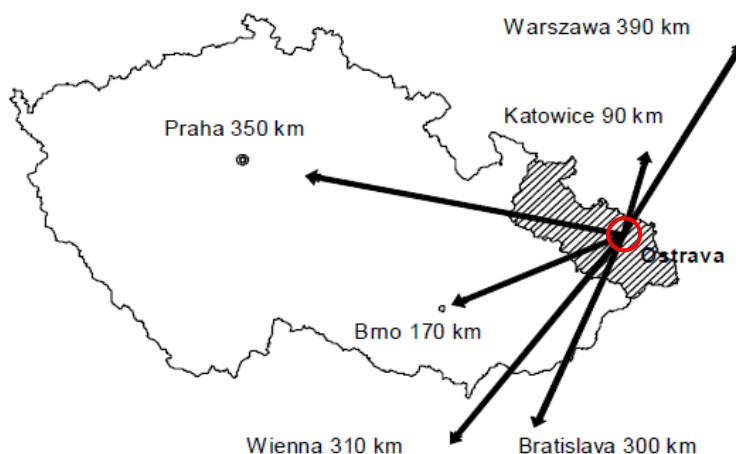 Warszawa 390 km
Katowice 90 km
Praha 350 km
Ostrava
Brno 170 km
Wienna 310 km
Bratislava 300 km